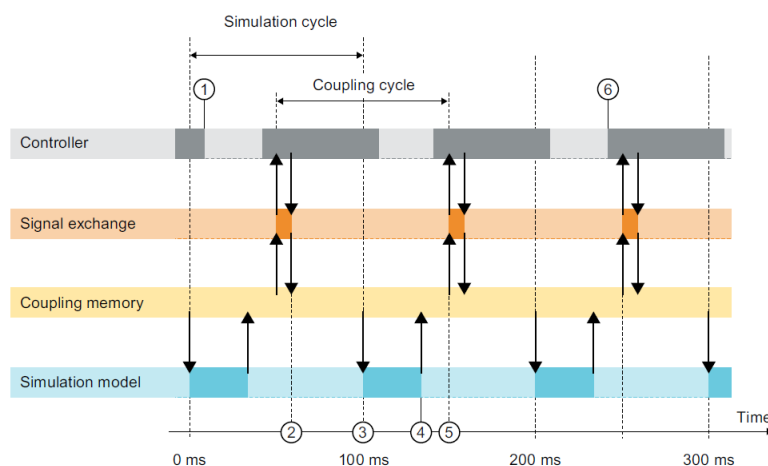 Simulation cycle
1
Coupling cycle
6
Controller
Signal exchange
Coupling memory
Simulation model
Time
2
3
4
5
0 ms
100 ms
200 ms
300 ms